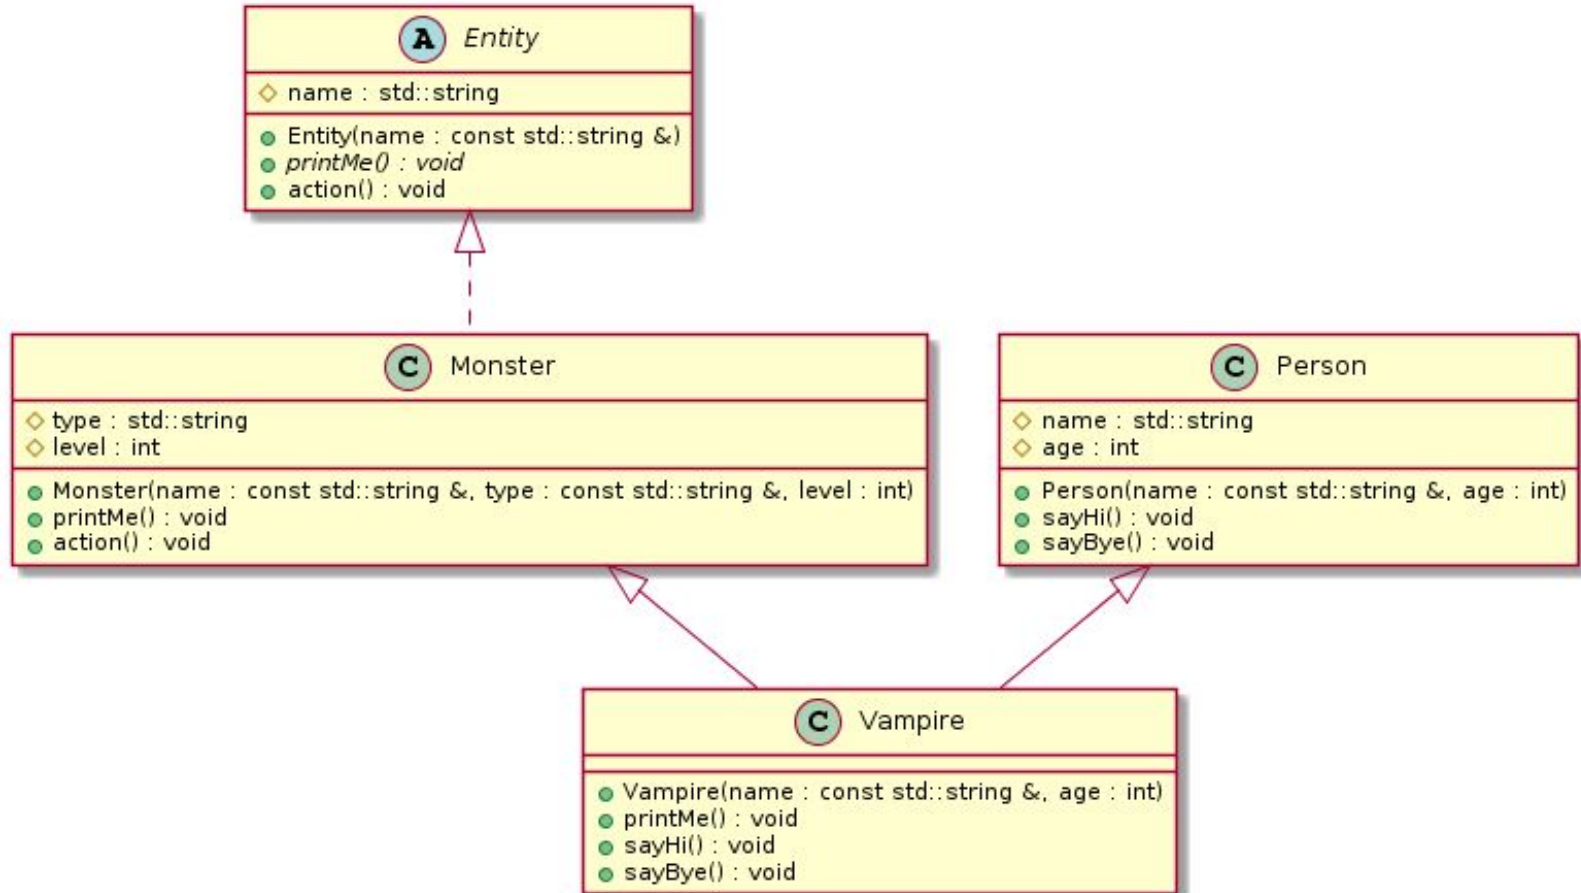 A Entity
name : std::string
Entity(name : const std::string &)
printMe() : void
action() : void
C Monster
type : std::string
level : int
Monster(name : const std::string &, type : const std::string &, level : int)
printMe() : void
action() : void
C Person
name : std::string
age : int
Person(name : const std::string &, age : int)
sayHi() : void
sayBye() : void
C Vampire
Vampire(name : const std::string &, age : int)
printMe() : void
sayHi() : void
sayBye() : void